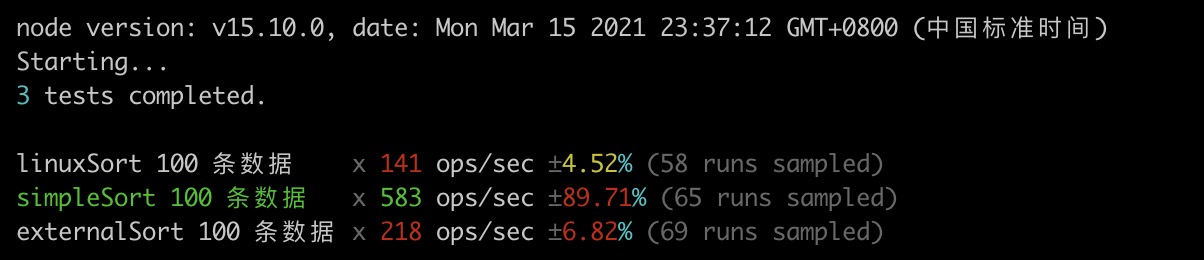 node version: v15.10.0, date: Mon Mar 15 2021 23:37:12 GMT+0800 (中国标准时间)
Starting...
3 tests completed.
linuxSort 100 条数据 x 141 ops/sec ±4.52% (58 runs sampled)
simpleSort 100 条数据 x 583 ops/sec ±89.71% (65 runs sampled)
externalSort 100 条数据 x 218 ops/sec ±6.82% (69 runs sampled)